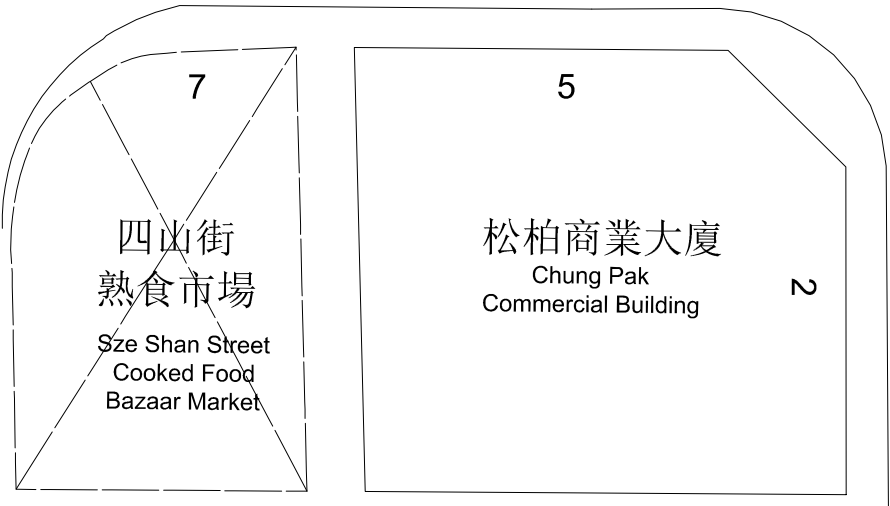 7
四山街
熟食市場
Sze Shan Street
Cooked Food
Bazaar Market
5
松柏商業大廈
Chung Pak
Commercial Building
2